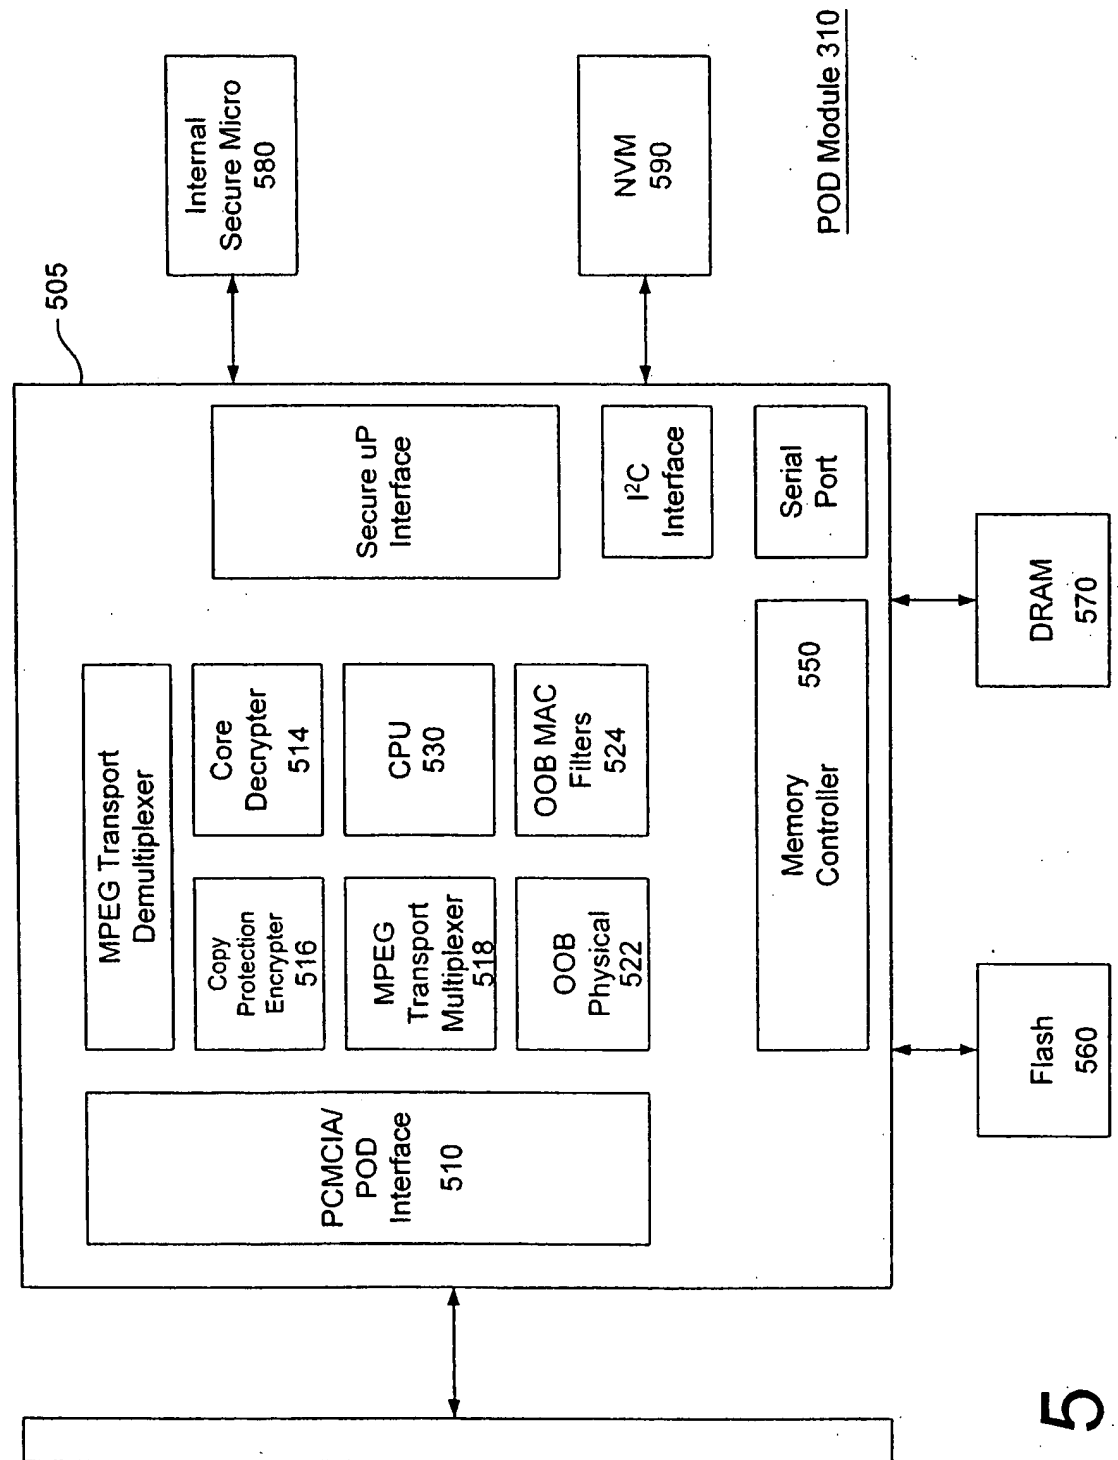 505
Internal
Secure Micro
580
NVM
590
POD Module 310
Secure uP
Interface
I²C
Interface
Serial
Port
MPEG Transport
Demultiplexer
Core
Decrypter
514
CPU
530
OOB MAC
Filters
524
Copy
Protection
Encrypter
516
MPEG
Transport
Multiplexer
518
OOB
Physical
522
Memory
Controller
550
PCMCIA/
POD
Interface
510
DRAM
570
Flash
560
5